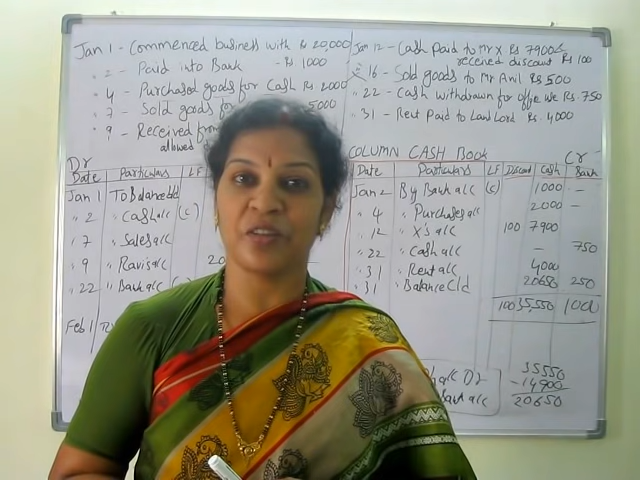 Jan 1 - Commenced business with Rs 20,000
" 2 - Paid into Bank - Rs 1000
" 4 - Purchased goods for Cash Rs 2000
" 7 - Sold goods for 5000
" 9 - Received from
allowed
Jan 12 - Cash Paid to Mr X Rs 7900 &
received discount Rs 100
" 16 - Sold goods to Mr Anil Rs 500
" 22 - Cash withdrawn for office use Rs. 750
" 31 - Rent Paid to LandLord Rs. 4000
COLUMN CASH BOOK
Dr
Cr
Date Particulars LF
Jan 1 To Balance b/d
" 2 " Cash a/c (c)
" 7 " Sales a/c
" 9 " Ravi's a/c 20
" 22 " Bank a/c
Feb 1
Date Particulars LF Discount Cash Bank
Jan 2 By Bank a/c (c) 1000 -
" 4 " Purchases a/c 2000 -
" 12 " X's a/c 100 7900
" 22 " Cash a/c - 750
" 31 " Rent a/c 4000
" 31 " Balance C/d 20650 250
100 35,550 1000
a/c Dr
Bank a/c
35550
- 14900
20650